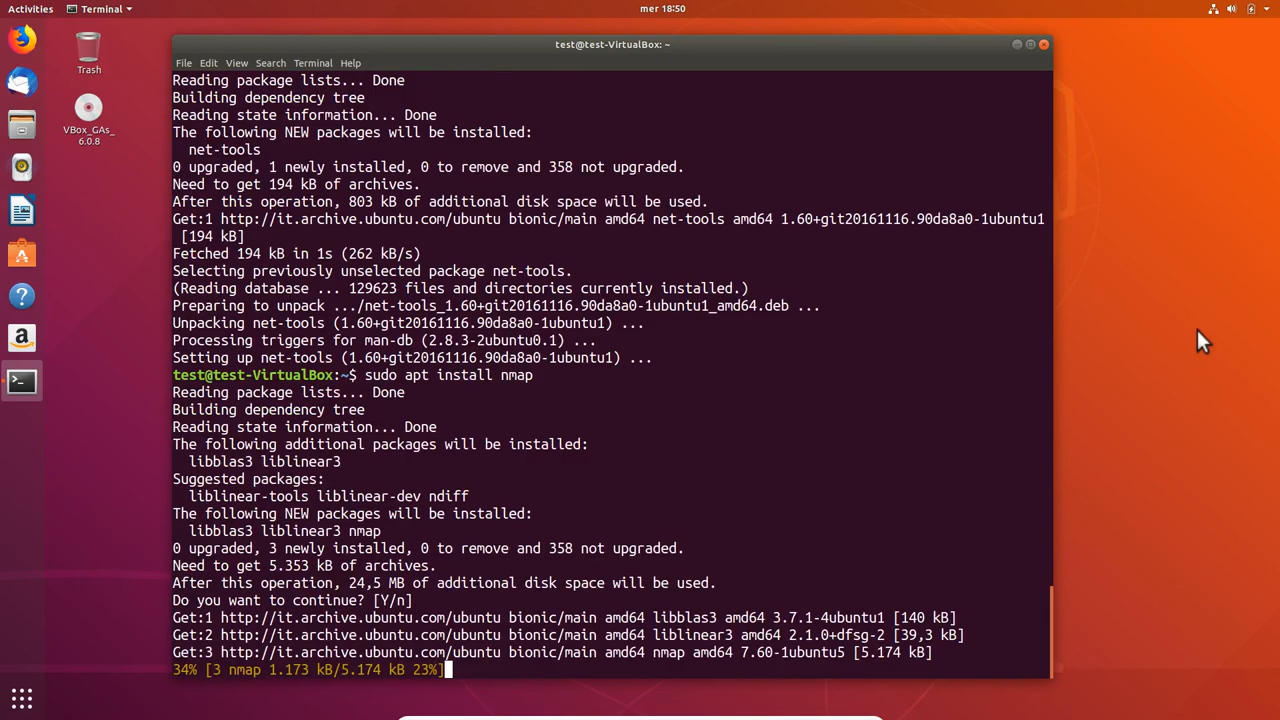 Activities
Terminal
mer 18:50
Trash
VBox_GAs_
6.0.8
test@test-VirtualBox: ~
File Edit View Search Terminal Help
Reading package lists... Done
Building dependency tree
Reading state information... Done
The following NEW packages will be installed:
net-tools
0 upgraded, 1 newly installed, 0 to remove and 358 not upgraded.
Need to get 194 kB of archives.
After this operation, 803 kB of additional disk space will be used.
Get:1 http://it.archive.ubuntu.com/ubuntu bionic/main amd64 net-tools amd64 1.60+git20161116.90da8a0-1ubuntu1
[194 kB]
Fetched 194 kB in 1s (262 kB/s)
Selecting previously unselected package net-tools.
(Reading database ... 129623 files and directories currently installed.)
Preparing to unpack .../net-tools_1.60+git20161116.90da8a0-1ubuntu1_amd64.deb ...
Unpacking net-tools (1.60+git20161116.90da8a0-1ubuntu1) ...
Processing triggers for man-db (2.8.3-2ubuntu0.1) ...
Setting up net-tools (1.60+git20161116.90da8a0-1ubuntu1) ...
test@test-VirtualBox:~$ sudo apt install nmap
Reading package lists... Done
Building dependency tree
Reading state information... Done
The following additional packages will be installed:
libblas3 liblinear3
Suggested packages:
liblinear-tools liblinear-dev ndiff
The following NEW packages will be installed:
libblas3 liblinear3 nmap
0 upgraded, 3 newly installed, 0 to remove and 358 not upgraded.
Need to get 5.353 kB of archives.
After this operation, 24,5 MB of additional disk space will be used.
Do you want to continue? [Y/n]
Get:1 http://it.archive.ubuntu.com/ubuntu bionic/main amd64 libblas3 amd64 3.7.1-4ubuntu1 [140 kB]
Get:2 http://it.archive.ubuntu.com/ubuntu bionic/main amd64 liblinear3 amd64 2.1.0+dfsg-2 [39,3 kB]
Get:3 http://it.archive.ubuntu.com/ubuntu bionic/main amd64 nmap amd64 7.60-1ubuntu5 [5.174 kB]
34% [3 nmap 1.173 kB/5.174 kB 23%]